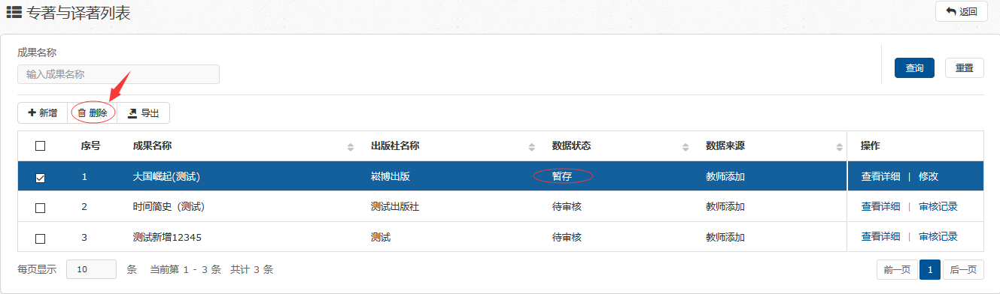 专著与译著列表
返回
成果名称
输入成果名称
查询
重置
新增
删除
导出
序号 成果名称 出版社名称 数据状态 数据来源 操作
1 大国崛起(测试) 崧博出版 暂存 教师添加 查看详细 | 修改
2 时间简史（测试） 测试出版社 待审核 教师添加 查看详细 | 审核记录
3 测试新增12345 测试 待审核 教师添加 查看详细 | 审核记录
每页显示 10 条 当前第 1 - 3 条 共计 3 条 前一页 1 后一页